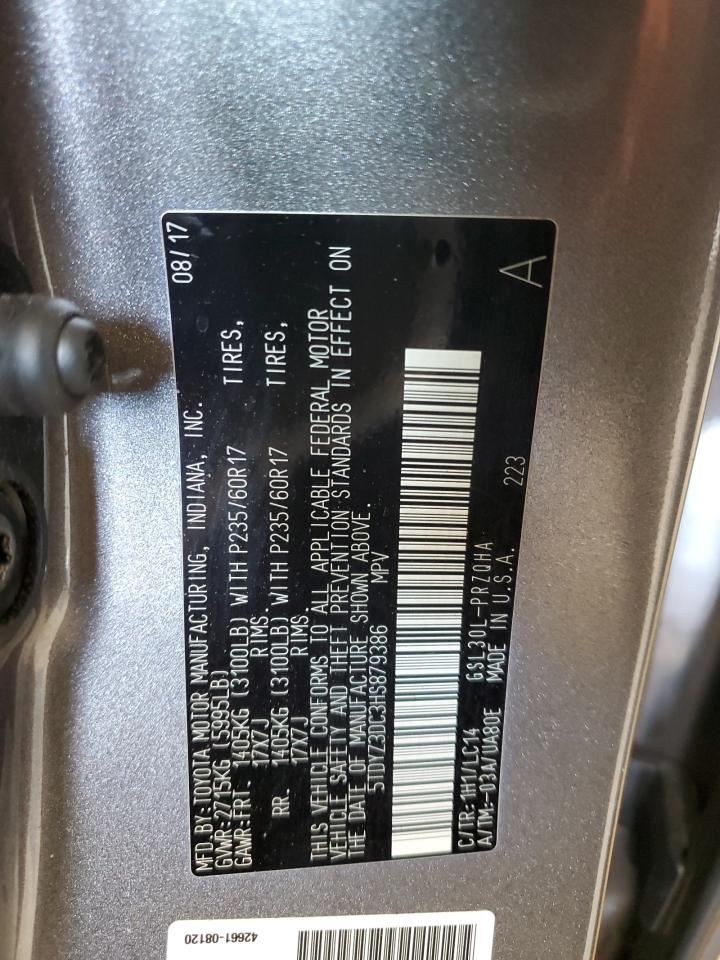 MFD. BY: TOYOTA MOTOR MANUFACTURING, INDIANA, INC. 08/17
GVWR: 2715KG (5995LB)
GAWR: FRT 1405KG (3100LB) WITH P235/60R17 TIRES,
17X7J RIMS
RR. 1405KG (3100LB) WITH P235/60R17 TIRES,
17X7J RIMS
THIS VEHICLE CONFORMS TO ALL APPLICABLE FEDERAL MOTOR
VEHICLE SAFETY AND THEFT PREVENTION STANDARDS IN EFFECT ON
THE DATE OF MANUFACTURE SHOWN ABOVE.
5TDYZ3DC3HS879386 MPV
C/TR: 1H1/LC14 GSL30L-PRZQHA A
A/TM: -03A/UA80E MADE IN U.S.A. 223
42661-08120